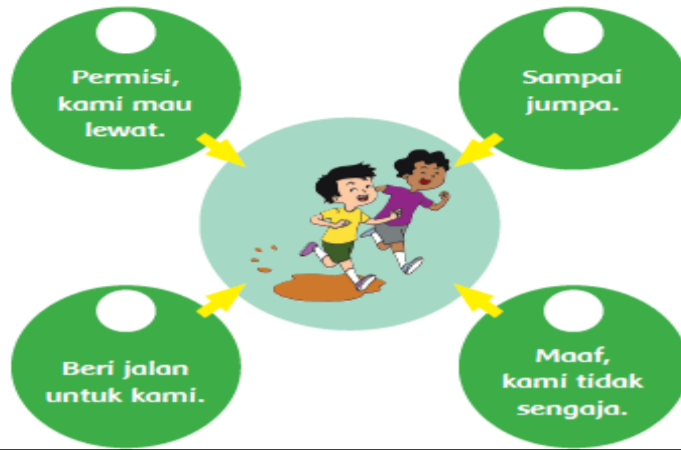 Permisi,
kami mau
lewat.
Sampai
jumpa.
Beri jalan
untuk kami.
Maaf,
kami tidak
sengaja.